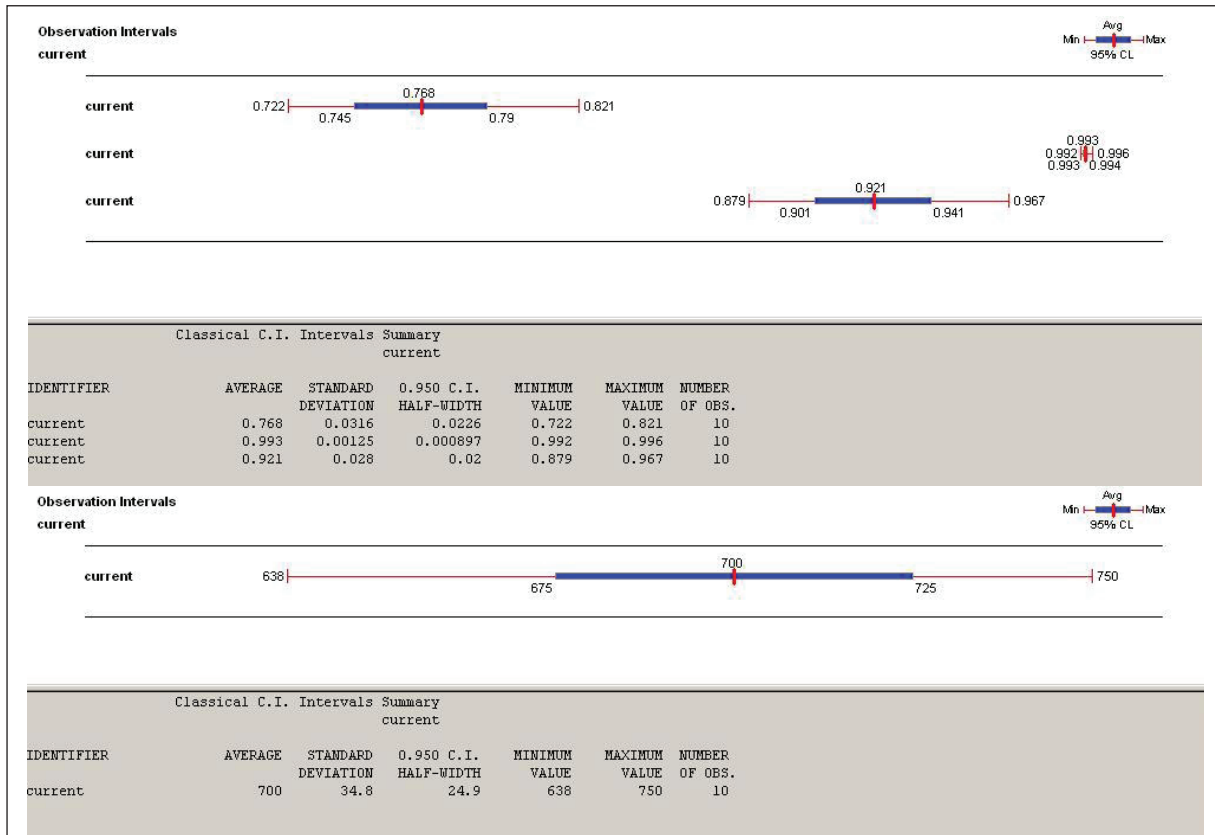 Observation Intervals
current
Avg
Min Max
95% CL
current 0.722 0.745 0.768 0.79 0.821
current 0.992 0.993 0.993 0.994 0.996
current 0.879 0.901 0.921 0.941 0.967
Classical C.I. Intervals Summary
current
IDENTIFIER AVERAGE STANDARD 0.950 C.I. MINIMUM MAXIMUM NUMBER
DEVIATION HALF-WIDTH VALUE VALUE OF OBS.
current 0.768 0.0316 0.0226 0.722 0.821 10
current 0.993 0.00125 0.000897 0.992 0.996 10
current 0.921 0.028 0.02 0.879 0.967 10
Observation Intervals
current
Avg
Min Max
95% CL
current 638 675 700 725 750
Classical C.I. Intervals Summary
current
IDENTIFIER AVERAGE STANDARD 0.950 C.I. MINIMUM MAXIMUM NUMBER
DEVIATION HALF-WIDTH VALUE VALUE OF OBS.
current 700 34.8 24.9 638 750 10